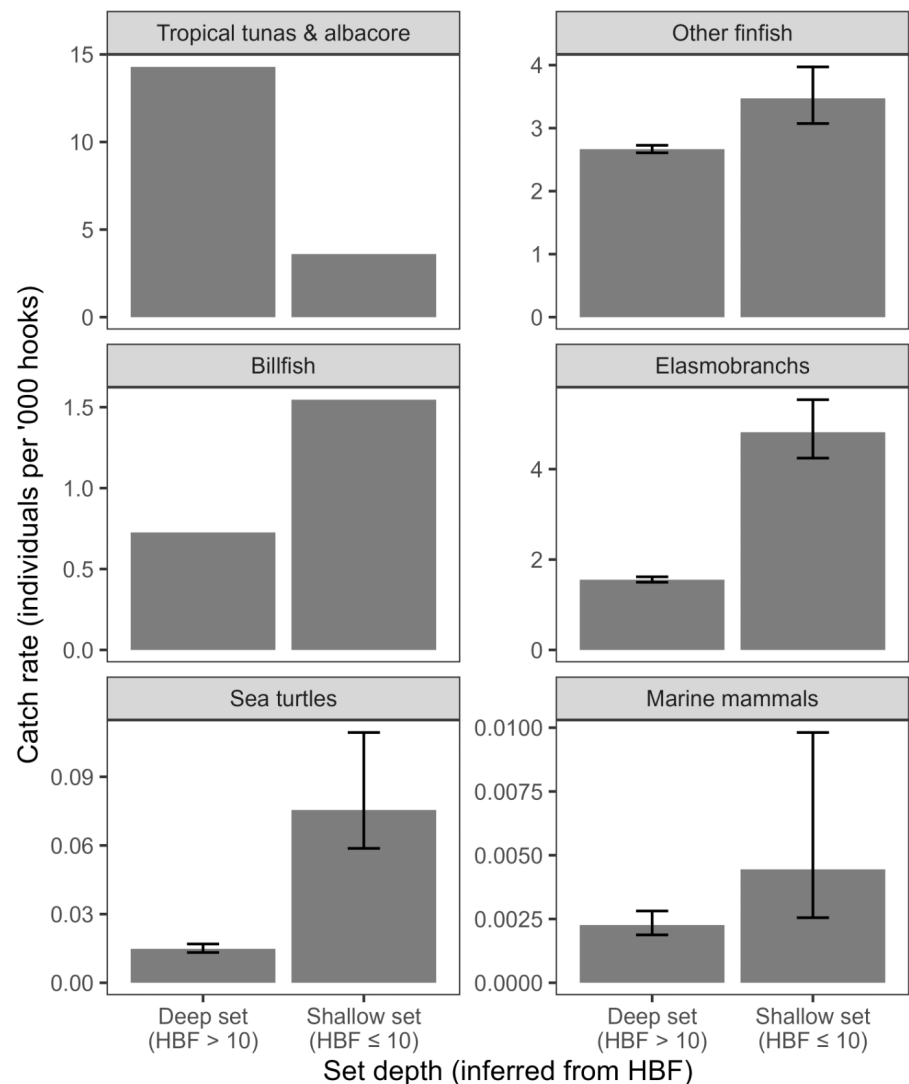 Tropical tunas & albacore
Other finfish
15
10
5
0
4
3
2
1
0
Billfish
Elasmobranchs
1.5
1.0
0.5
0.0
4
2
0
Sea turtles
Marine mammals
0.09
0.06
0.03
0.00
0.0100
0.0075
0.0050
0.0025
0.0000
Catch rate (individuals per '000 hooks)
Deep set
(HBF > 10)
Shallow set
(HBF ≤ 10)
Deep set
(HBF > 10)
Shallow set
(HBF ≤ 10)
Set depth (inferred from HBF)